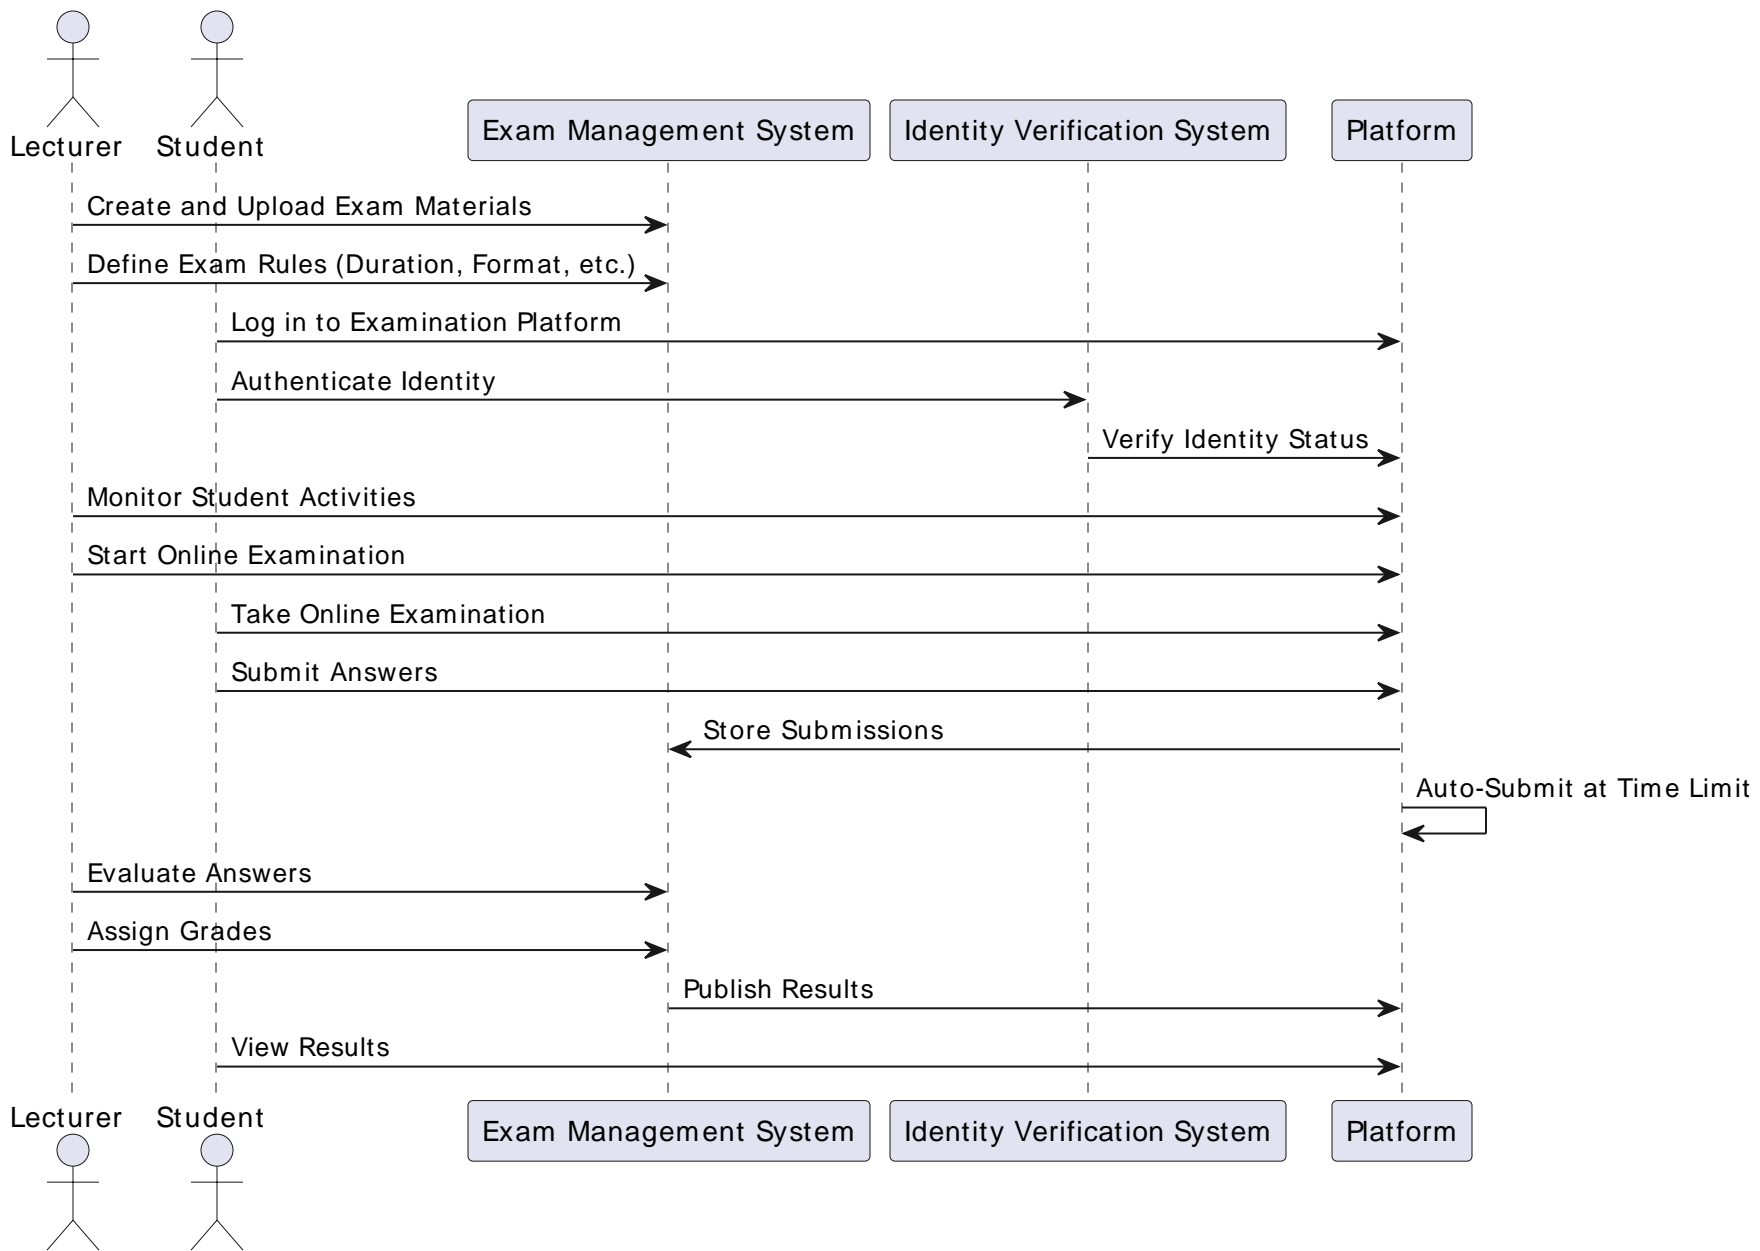 Lecturer
Student
Exam Management System
Identity Verification System
Platform
Create and Upload Exam Materials
Define Exam Rules (Duration, Format, etc.)
Log in to Examination Platform
Authenticate Identity
Verify Identity Status
Monitor Student Activities
Start Online Examination
Take Online Examination
Submit Answers
Store Submissions
Auto-Submit at Time Limit
Evaluate Answers
Assign Grades
Publish Results
View Results
Lecturer
Student
Exam Management System
Identity Verification System
Platform